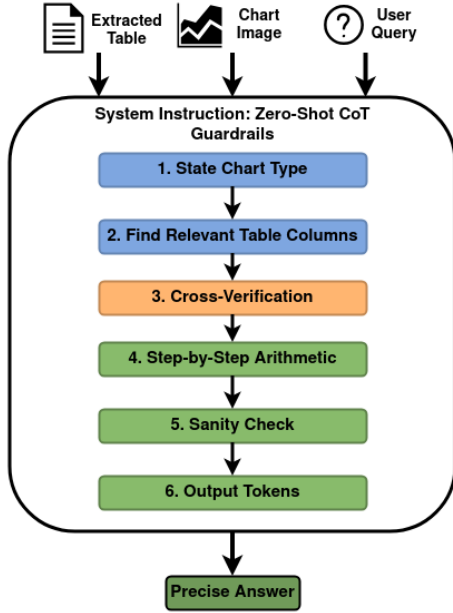 Extracted
Table
Chart
Image
?
User
Query
System Instruction: Zero-Shot CoT
Guardrails
1. State Chart Type
2. Find Relevant Table Columns
3. Cross-Verification
4. Step-by-Step Arithmetic
5. Sanity Check
6. Output Tokens
Precise Answer